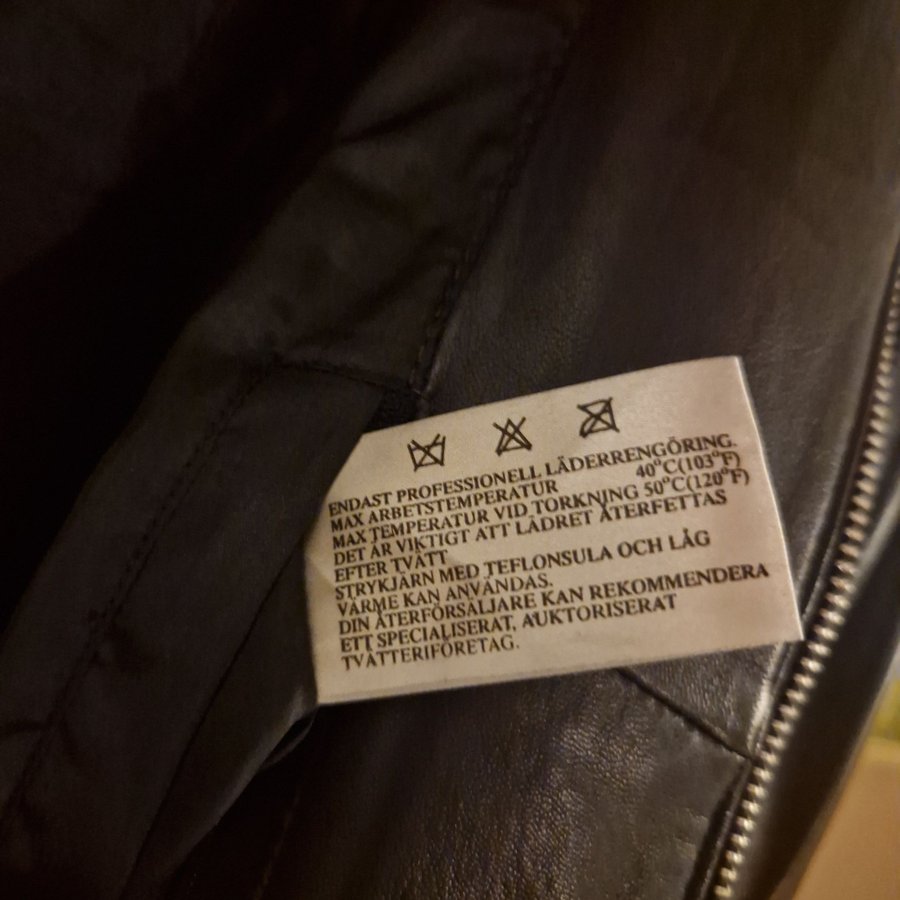 ENDAST PROFESSIONELL LÄDERRENGÖRING.
MAX ARBETSTEMPERATUR 40°C(103°F)
MAX TEMPERATUR VID TORKNING 50°C(120°F)
DET ÄR VIKTIGT ATT LÄDRET ÅTERFETTAS
EFTER TVÄTT
STRYKJÄRN MED TEFLONSULA OCH LÅG
VÄRME KAN ANVÄNDAS.
DIN ÅTERFÖRSÄLJARE KAN REKOMMENDERA
ETT SPECIALISERAT, AUKTORISERAT
TVÄTTERIFÖRETAG.